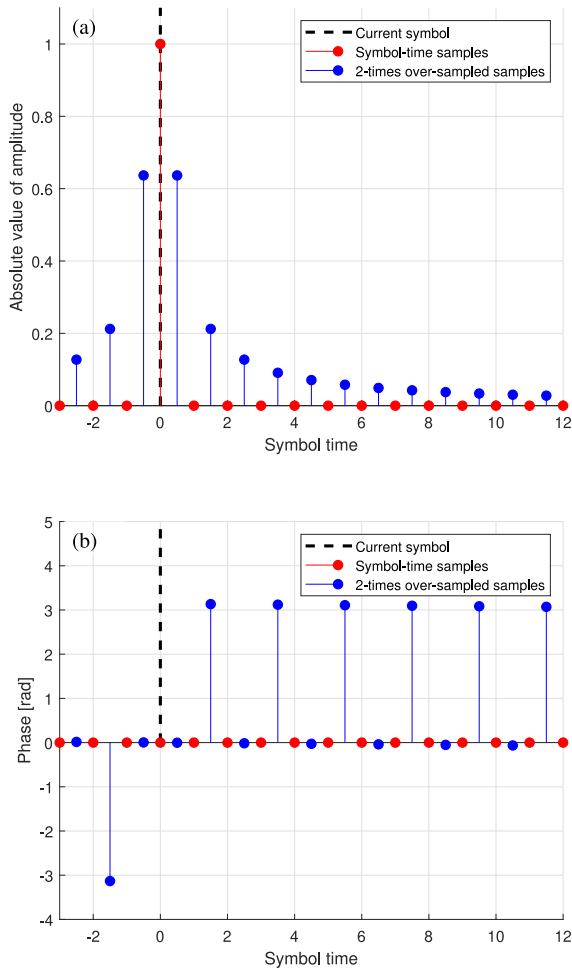 (a)
Current symbol
Symbol-time samples
2-times over-sampled samples
1
0.8
0.6
0.4
0.2
0
Absolute value of amplitude
-2 0 2 4 6 8 10 12
Symbol time
(b)
Current symbol
Symbol-time samples
2-times over-sampled samples
5
4
3
2
1
0
-1
-2
-3
-4
Phase [rad]
-2 0 2 4 6 8 10 12
Symbol time